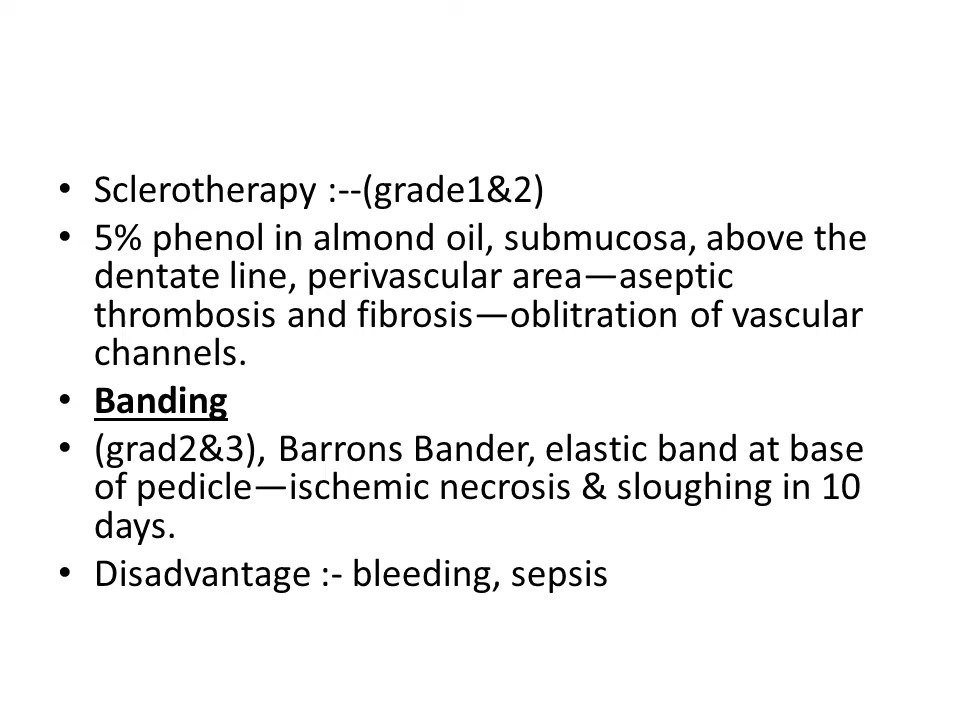 • Sclerotherapy :--(grade1&2)
• 5% phenol in almond oil, submucosa, above the
dentate line, perivascular area—aseptic
thrombosis and fibrosis—oblitration of vascular
channels.
• Banding
• (grad2&3), Barrons Bander, elastic band at base
of pedicle—ischemic necrosis & sloughing in 10
days.
• Disadvantage :- bleeding, sepsis